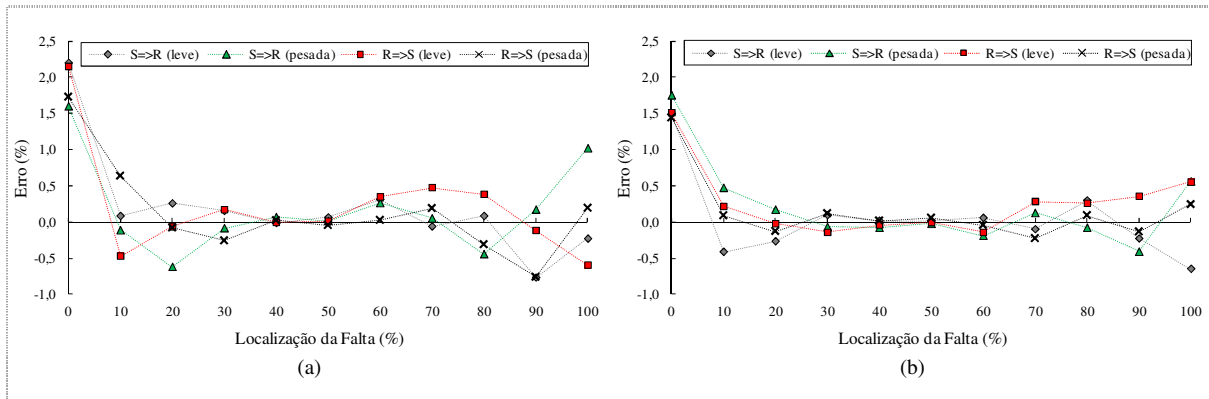 2,5
S=>R (leve) S=>R (pesada) R=>S (leve) R=>S (pesada)
2,0
1,5
1,0
0,5
0,0
-0,5
-1,0
Erro (%)
0 10 20 30 40 50 60 70 80 90 100
Localização da Falta (%)
(a)
2,5
S=>R (leve) S=>R (pesada) R=>S (leve) R=>S (pesada)
2,0
1,5
1,0
0,5
0,0
-0,5
-1,0
Erro (%)
0 10 20 30 40 50 60 70 80 90 100
Localização da Falta (%)
(b)